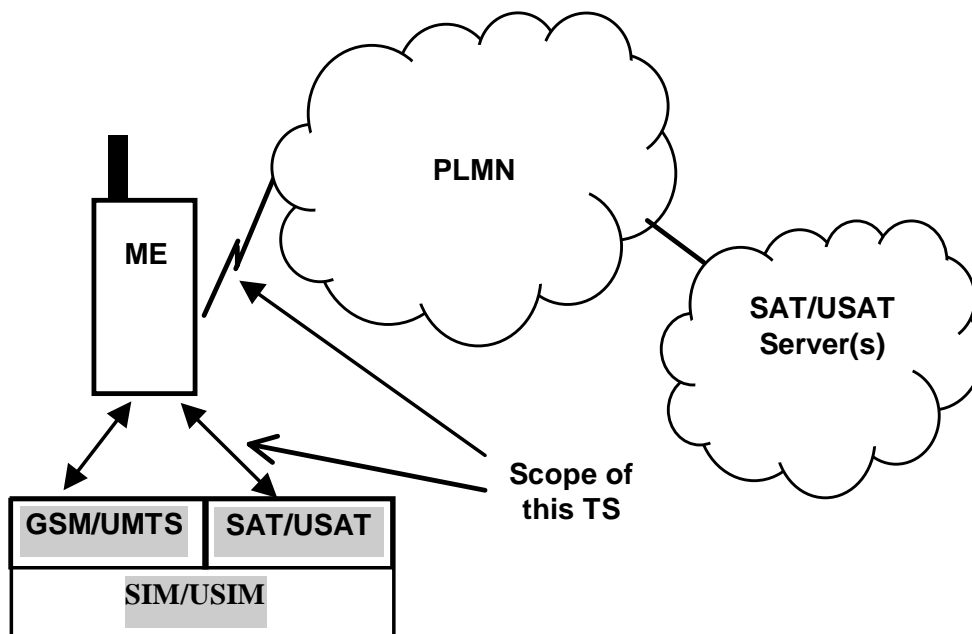 PLMN
ME
SAT/USAT
Server(s)
Scope of
this TS
GSM/UMTS
SAT/USAT
SIM/USIM